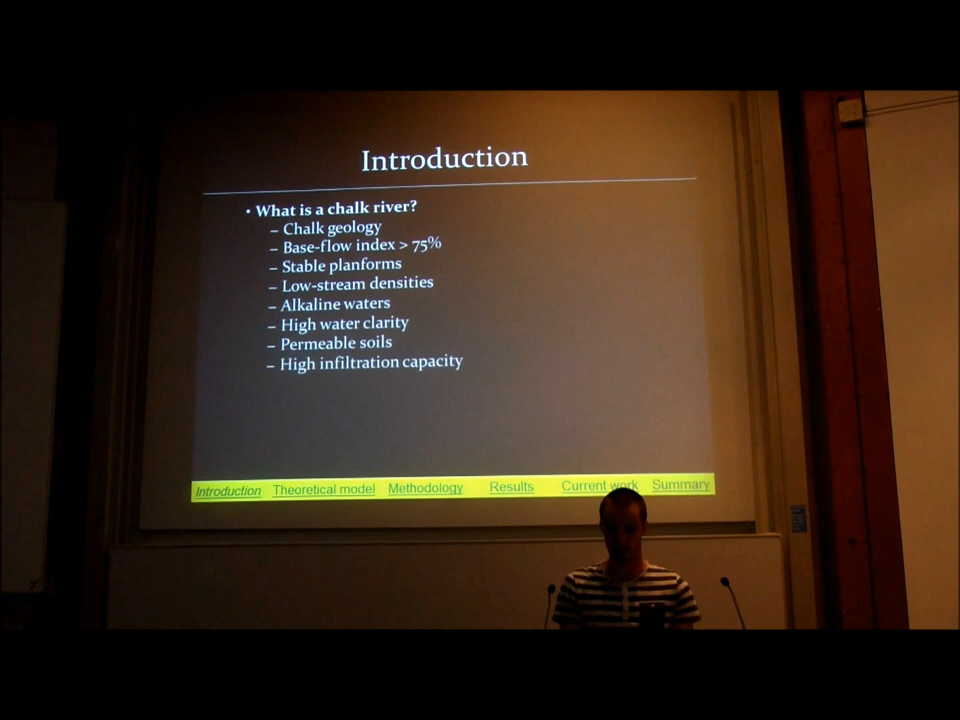 Introduction
• What is a chalk river?
– Chalk geology
– Base-flow index > 75%
– Stable planforms
– Low-stream densities
– Alkaline waters
– High water clarity
– Permeable soils
– High infiltration capacity
Introduction Theoretical model Methodology Results Current work Summary